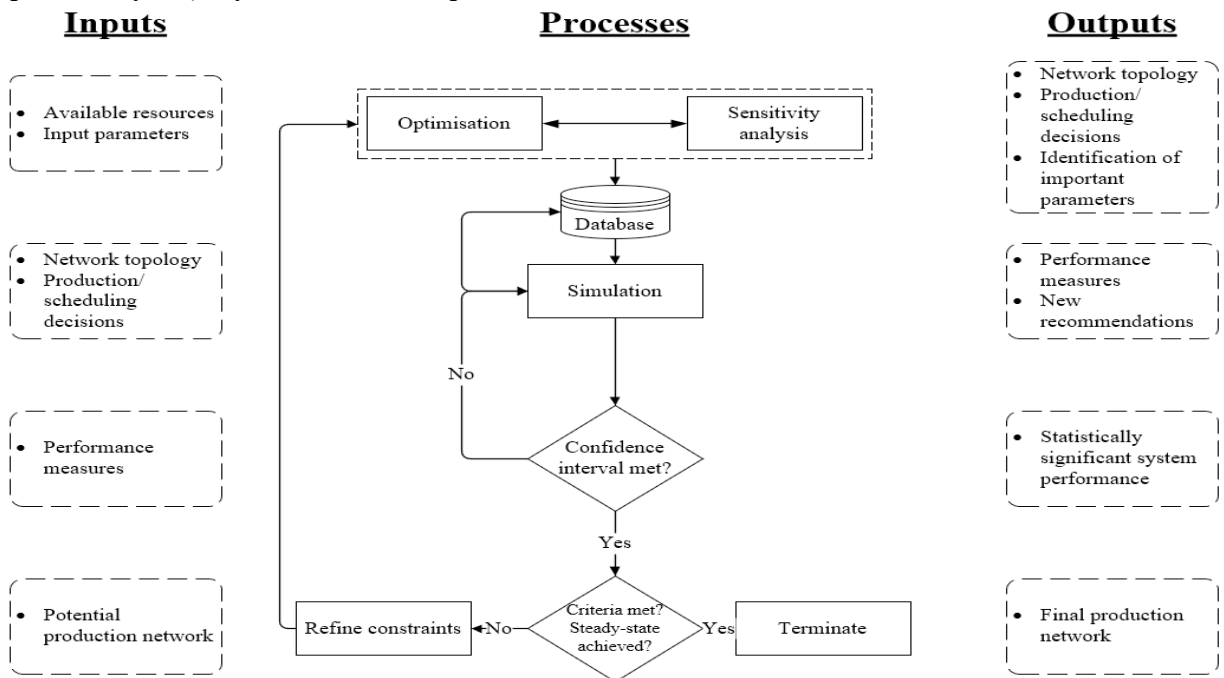 Inputs
Processes
Outputs
• Available resources
• Input parameters
Optimisation
Sensitivity
analysis
• Network topology
• Production/
scheduling
decisions
• Identification of
important
parameters
Database
• Network topology
• Production/
scheduling
decisions
Simulation
• Performance
measures
• New
recommendations
No
• Performance
measures
Confidence
interval met?
• Statistically
significant system
performance
Yes
• Potential
production network
Refine constraints
No
Criteria met?
Steady-state
achieved?
Yes
Terminate
• Final production
network